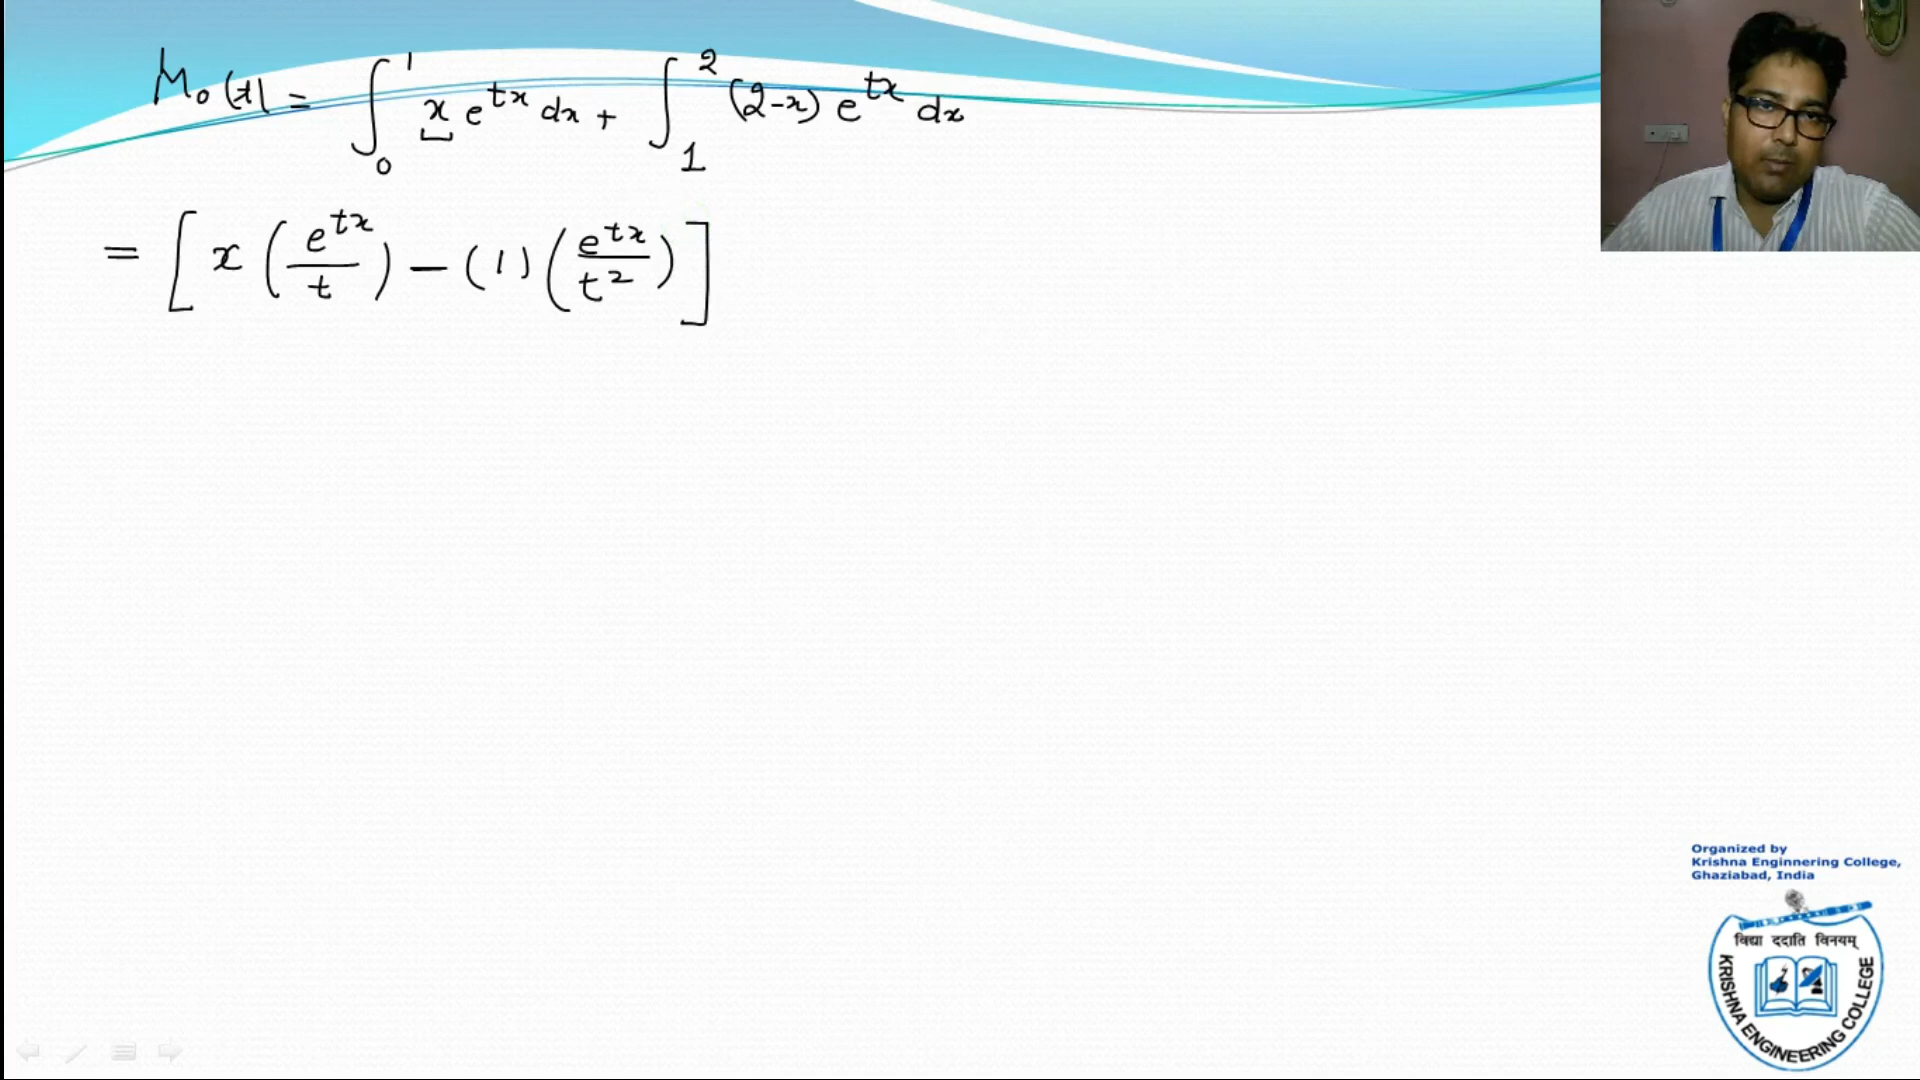 M₀(t) = ∫₀¹ x e^{tx} dx + ∫₁² (2-x) e^{tx} dx
= [ x ( e^{tx} / t ) - (1) ( e^{tx} / t² ) ]
Organized by
Krishna Enginnering College,
Ghaziabad, India
विद्या ददाति विनयम्
KRISHNA ENGINEERING COLLEGE